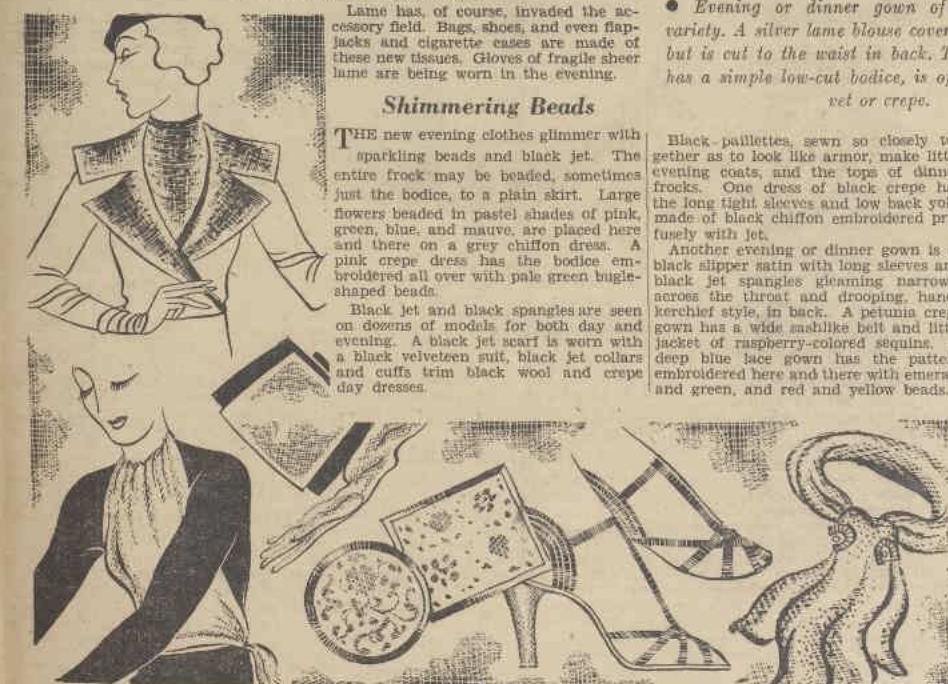 Lame has, of course, invaded the ac-
cessory field. Bags, shoes, and even flap-
jacks and cigarette cases are made of
these new tissues. Gloves of fragile sheer
lame are being worn in the evening.
Shimmering Beads
THE new evening clothes glimmer with
sparkling beads and black jet. The
entire frock may be beaded, sometimes
just the bodice, to a plain skirt. Large
flowers beaded in pastel shades of pink,
green, blue, and mauve, are placed here
and there on a grey chiffon dress. A
pink crepe dress has the bodice em-
broidered all over with pale green bugle-
shaped beads.
Black jet and black spangles are seen
on dozens of models for both day and
evening. A black jet scarf is worn with
a black velveteen suit, black jet collars
and cuffs trim black wool and crepe
day dresses.
● Evening or dinner gown of
variety. A silver lame blouse cover
but is cut to the waist in back.
has a simple low-cut bodice, is
vet or crepe.
Black paillettes, sewn so closely
gether as to look like armor, make
evening coats, and the tops of
frocks. One dress of black crepe
the long tight sleeves and low back
made of black chiffon embroidered
fusely with jet.
Another evening or dinner gown is
black slipper satin with long sleeves
black jet spangles gleaming
across the throat and drooping,
kerchief style, in back. A petunia
gown has a wide sashlike belt and
jacket of raspberry-colored sequins.
deep blue lace gown has the
embroidered here and there with
and green, and red and yellow beads.